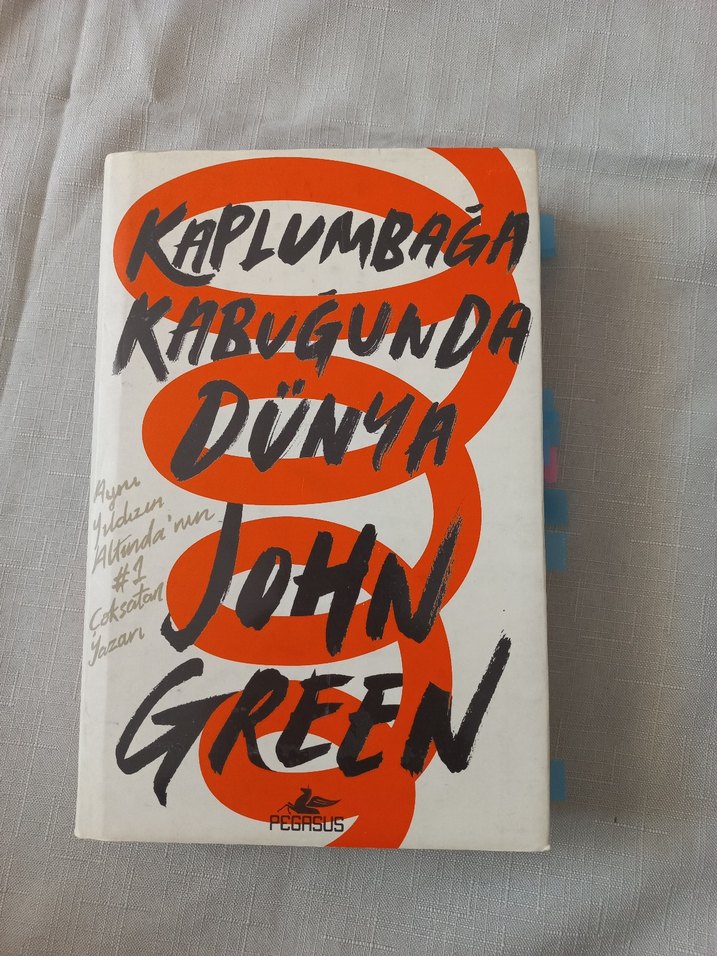 KAPLUMBAĞA
KABUĞUNDA
DÜNYA
Aynı
Yıldızın
Altında'nın
#1
Çoksatan
Yazarı
JOHN
GREEN
PEGASUS